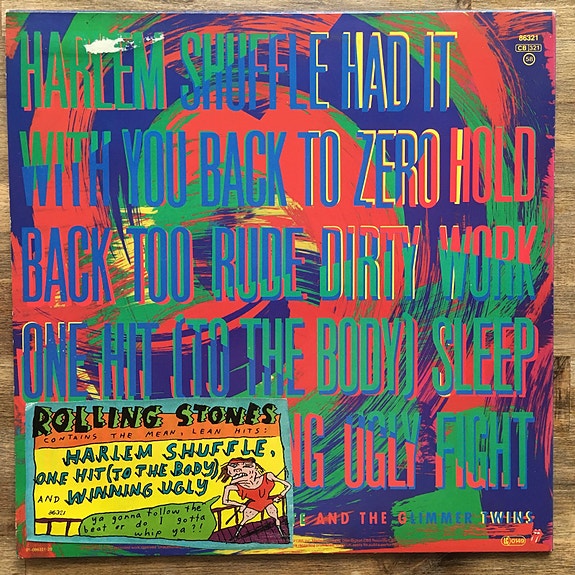 86321
CB 321
58
HARLEM SHUFFLE HAD IT
WITH YOU BACK TO ZERO HOLD
BACK TOO RUDE DIRTY WORK
ONE HIT (TO THE BODY) SLEEP
NG UGLY FIGHT
ROLLING STONES
CONTAINS THE MEAN, LEAN HITS:
HARLEM SHUFFLE,
ONE HIT (TO THE BODY)
AND WINNING UGLY
86321
ya gonna follow the
beat or do I gotta
whip ya?!
E AND THE GLIMMER TWINS